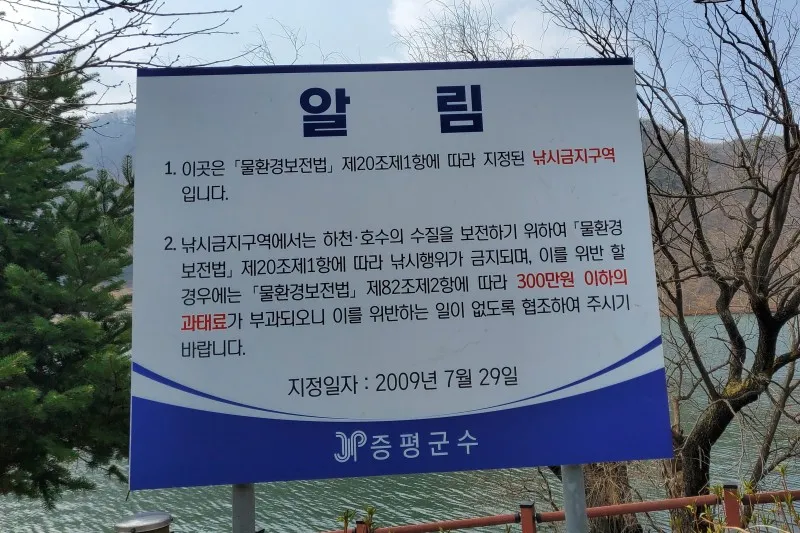 알 림
1. 이곳은 「물환경보전법」 제20조제1항에 따라 지정된 낚시금지구역
입니다.
2. 낚시금지구역에서는 하천·호수의 수질을 보전하기 위하여 「물환경
보전법」 제20조제1항에 따라 낚시행위가 금지되며, 이를 위반 할
경우에는 「물환경보전법」 제82조제2항에 따라 300만원 이하의
과태료가 부과되오니 이를 위반하는 일이 없도록 협조하여 주시기
바랍니다.
지정일자 : 2009년 7월 29일
JP 증평군수